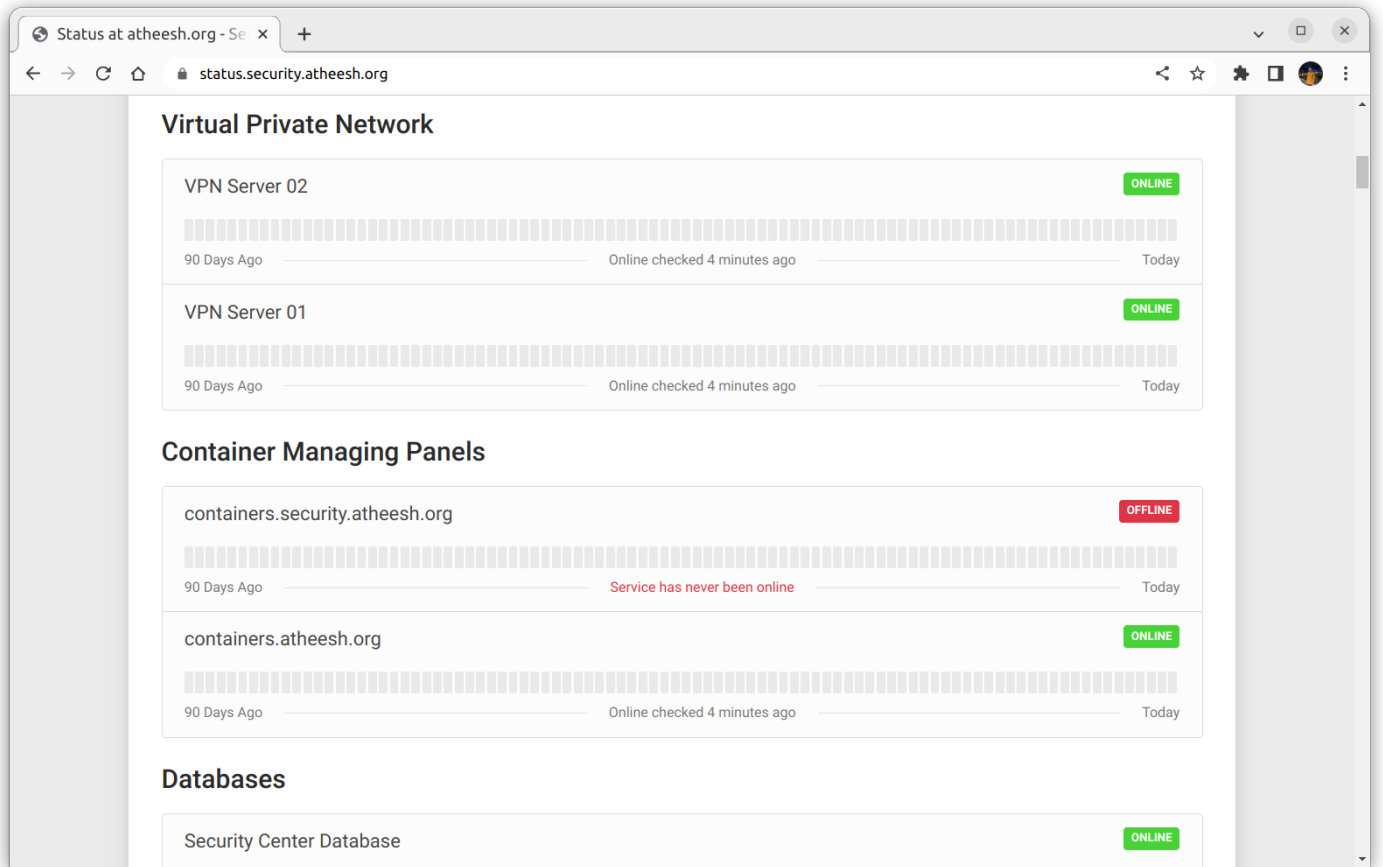 Status at atheesh.org - Se
status.security.atheesh.org
Virtual Private Network
VPN Server 02
ONLINE
90 Days Ago
Online checked 4 minutes ago
Today
VPN Server 01
ONLINE
90 Days Ago
Online checked 4 minutes ago
Today
Container Managing Panels
containers.security.atheesh.org
OFFLINE
90 Days Ago
Service has never been online
Today
containers.atheesh.org
ONLINE
90 Days Ago
Online checked 4 minutes ago
Today
Databases
Security Center Database
ONLINE